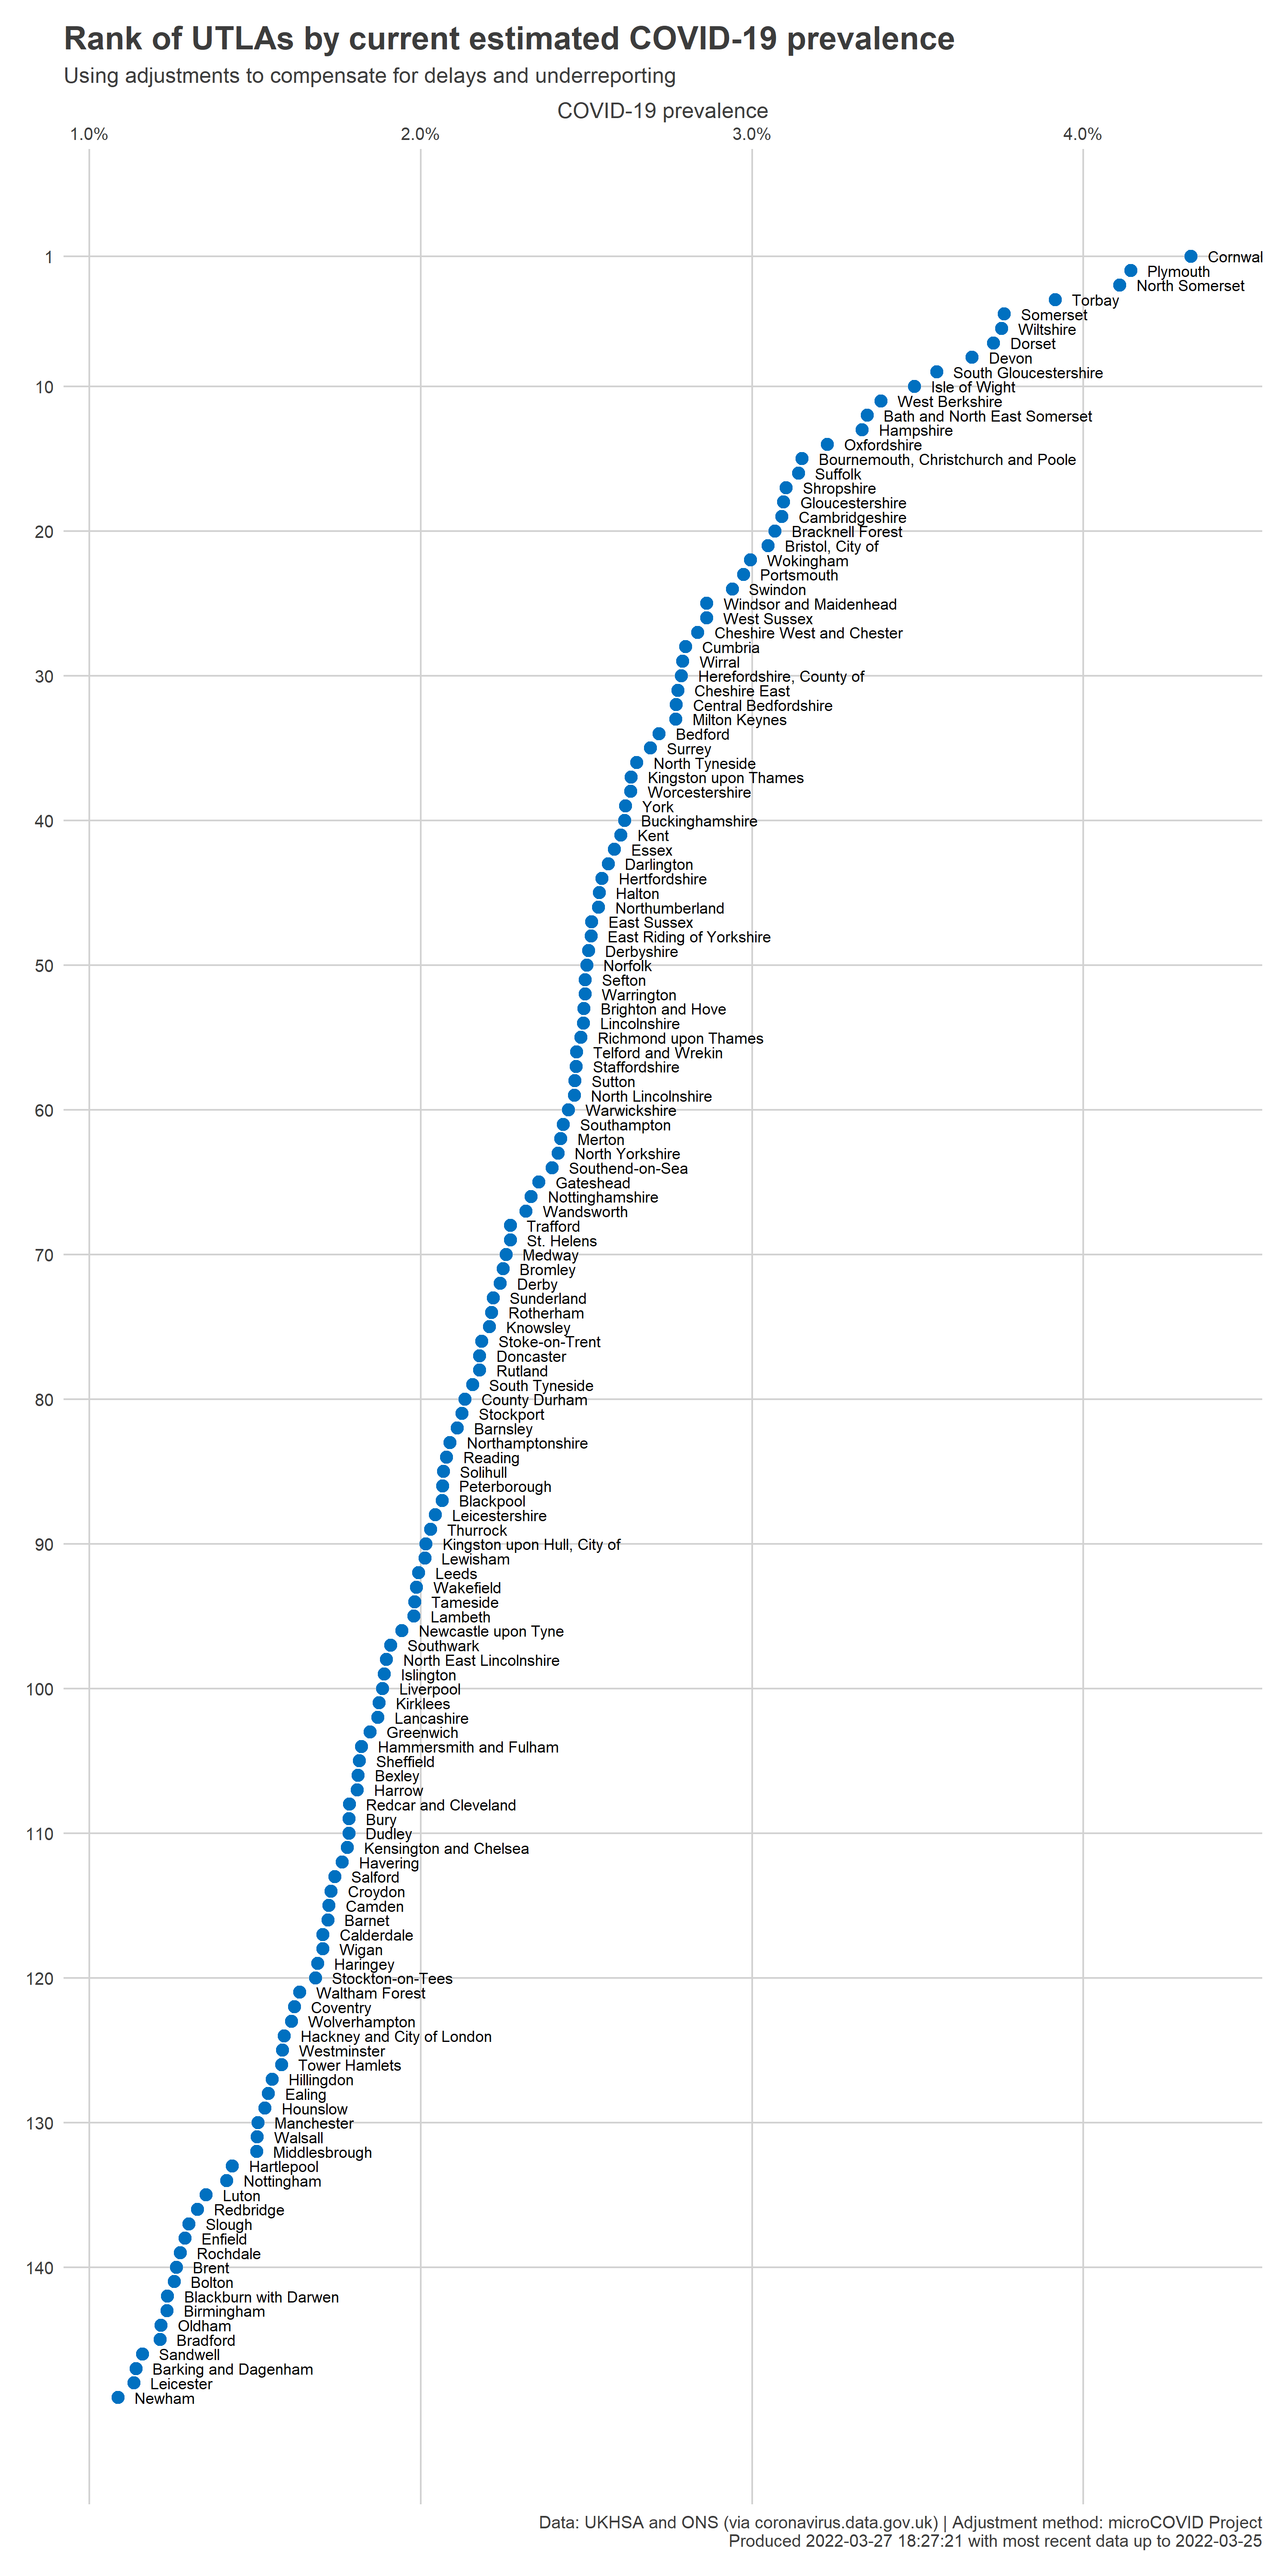 Rank of UTLAs by current estimated COVID-19 prevalence
Using adjustments to compensate for delays and underreporting
COVID-19 prevalence
1.0% 2.0% 3.0% 4.0%
1 Cornwal
Plymouth
North Somerset
Torbay
Somerset
Wiltshire
Dorset
Devon
South Gloucestershire
10 Isle of Wight
West Berkshire
Bath and North East Somerset
Hampshire
Oxfordshire
Bournemouth, Christchurch and Poole
Suffolk
Shropshire
Gloucestershire
Cambridgeshire
20 Bracknell Forest
Bristol, City of
Wokingham
Portsmouth
Swindon
Windsor and Maidenhead
West Sussex
Cheshire West and Chester
Cumbria
Wirral
30 Herefordshire, County of
Cheshire East
Central Bedfordshire
Milton Keynes
Bedford
Surrey
North Tyneside
Kingston upon Thames
Worcestershire
York
40 Buckinghamshire
Kent
Essex
Darlington
Hertfordshire
Halton
Northumberland
East Sussex
East Riding of Yorkshire
Derbyshire
50 Norfolk
Sefton
Warrington
Brighton and Hove
Lincolnshire
Richmond upon Thames
Telford and Wrekin
Staffordshire
Sutton
North Lincolnshire
60 Warwickshire
Southampton
Merton
North Yorkshire
Southend-on-Sea
Gateshead
Nottinghamshire
Wandsworth
Trafford
St. Helens
70 Medway
Bromley
Derby
Sunderland
Rotherham
Knowsley
Stoke-on-Trent
Doncaster
Rutland
South Tyneside
80 County Durham
Stockport
Barnsley
Northamptonshire
Reading
Solihull
Peterborough
Blackpool
Leicestershire
Thurrock
90 Kingston upon Hull, City of
Lewisham
Leeds
Wakefield
Tameside
Lambeth
Newcastle upon Tyne
Southwark
North East Lincolnshire
Islington
100 Liverpool
Kirklees
Lancashire
Greenwich
Hammersmith and Fulham
Sheffield
Bexley
Harrow
Redcar and Cleveland
Bury
110 Dudley
Kensington and Chelsea
Havering
Salford
Croydon
Camden
Barnet
Calderdale
Wigan
Haringey
120 Stockton-on-Tees
Waltham Forest
Coventry
Wolverhampton
Hackney and City of London
Westminster
Tower Hamlets
Hillingdon
Ealing
Hounslow
130 Manchester
Walsall
Middlesbrough
Hartlepool
Nottingham
Luton
Redbridge
Slough
Enfield
Rochdale
140 Brent
Bolton
Blackburn with Darwen
Birmingham
Oldham
Bradford
Sandwell
Barking and Dagenham
Leicester
Newham
Data: UKHSA and ONS (via coronavirus.data.gov.uk) | Adjustment method: microCOVID Project
Produced 2022-03-27 18:27:21 with most recent data up to 2022-03-25